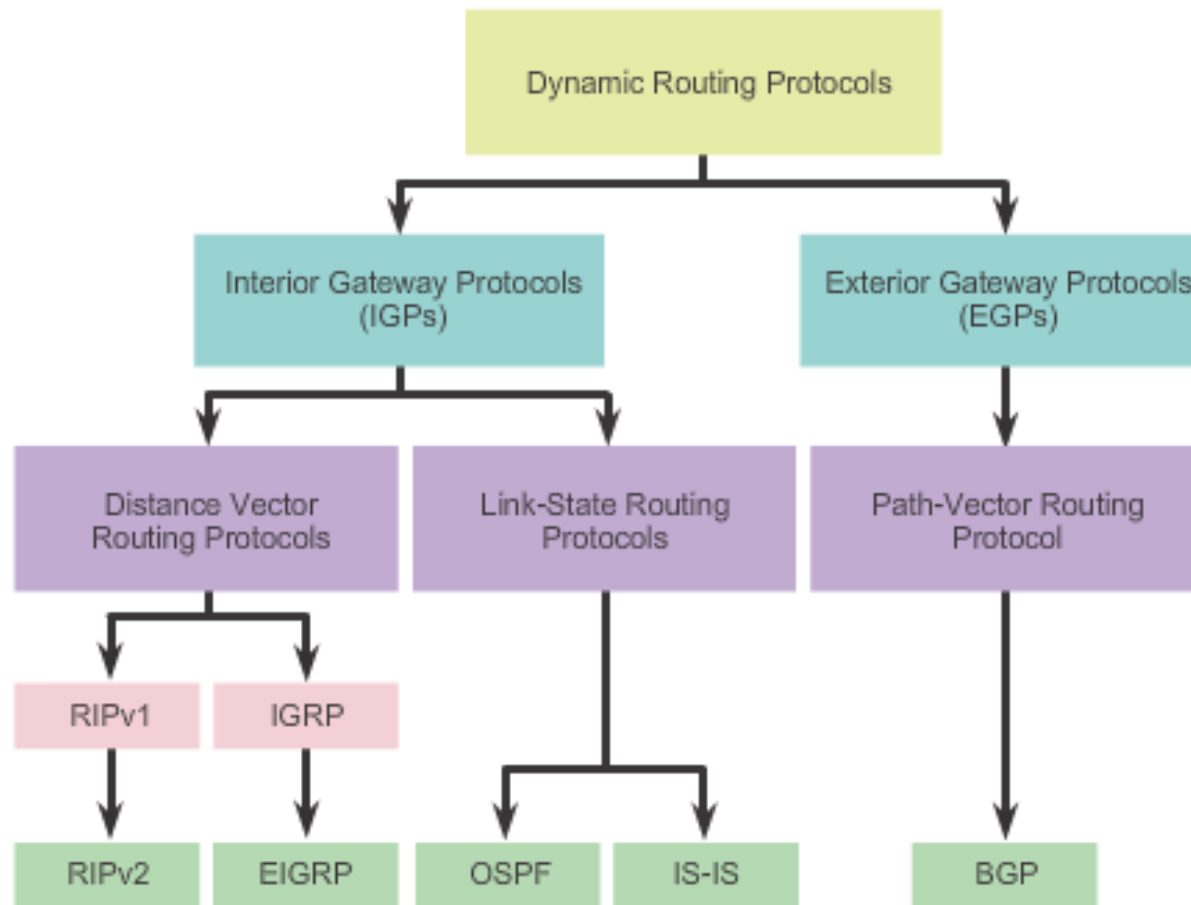 Dynamic Routing Protocols
Interior Gateway Protocols
(IGPs)
Exterior Gateway Protocols
(EGPs)
Distance Vector
Routing Protocols
Link-State Routing
Protocols
Path-Vector Routing
Protocol
RIPv1
IGRP
RIPv2
EIGRP
OSPF
IS-IS
BGP